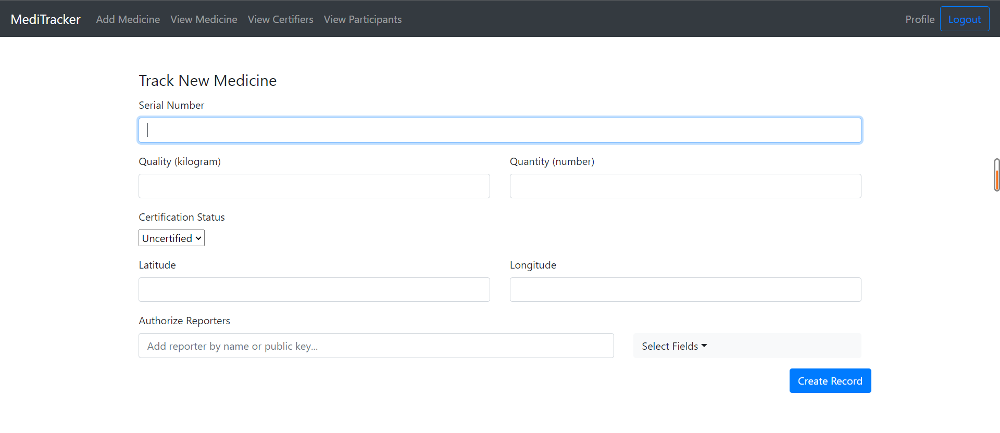 MediTracker Add Medicine View Medicine View Certifiers View Participants Profile Logout
Track New Medicine
Serial Number
Quality (kilogram) Quantity (number)
Certification Status
Uncertified
Latitude Longitude
Authorize Reporters
Add reporter by name or public key... Select Fields
Create Record